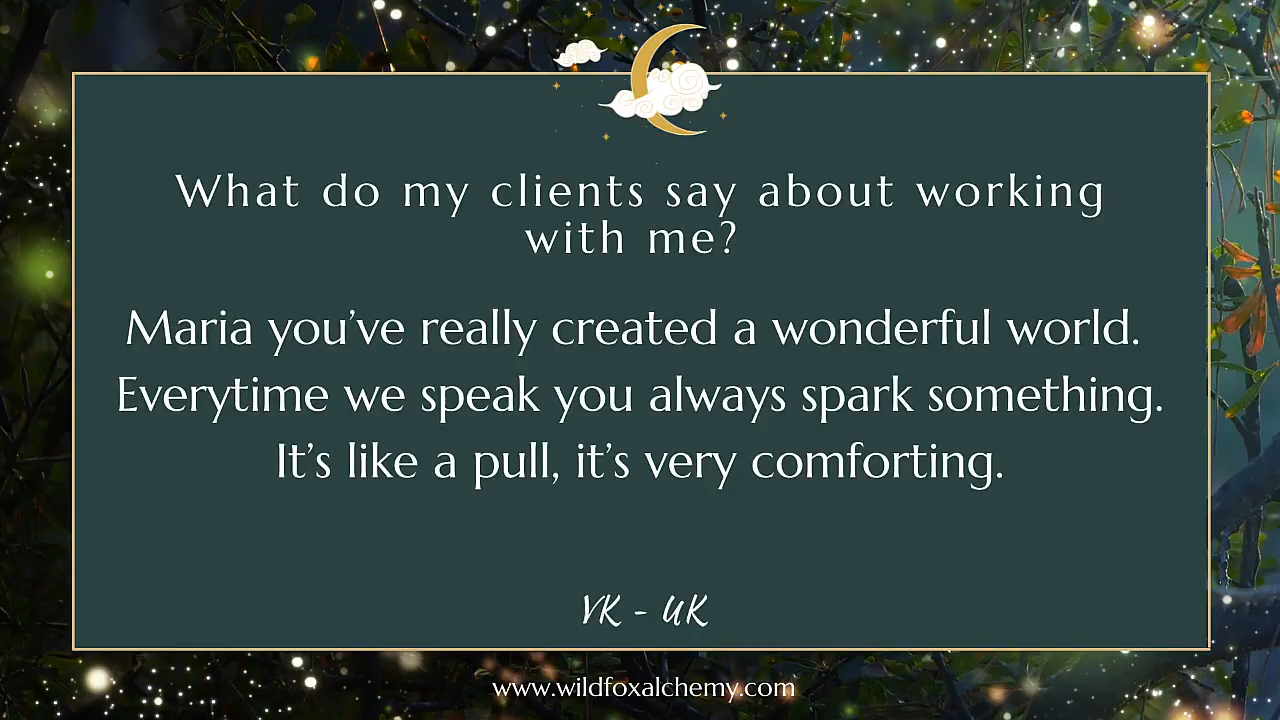 What do my clients say about working
with me?
Maria you’ve really created a wonderful world.
Everytime we speak you always spark something.
It’s like a pull, it’s very comforting.
VK - UK
www.wildfoxalchemy.com